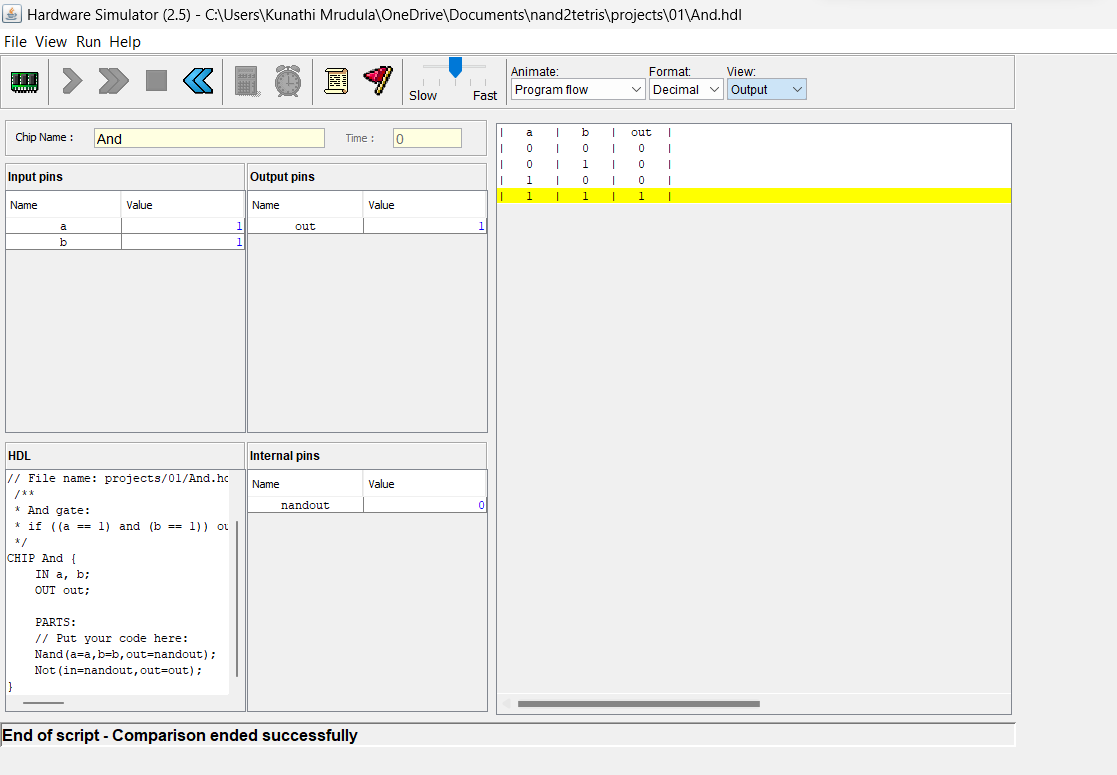 Hardware Simulator (2.5) - C:\Users\Kunathi Mrudula\OneDrive\Documents\nand2tetris\projects\01\And.hdl
File View Run Help
Animate: Format: View:
Slow Fast Program flow Decimal Output
Chip Name : And Time : 0
Input pins
Name Value
a 1
b 1
Output pins
Name Value
out 1
HDL
// File name: projects/01/And.hd
/**
* And gate:
* if ((a == 1) and (b == 1)) ou
*/
CHIP And {
IN a, b;
OUT out;
PARTS:
// Put your code here:
Nand(a=a,b=b,out=nandout);
Not(in=nandout,out=out);
}
Internal pins
Name Value
nandout 0
| a | b | out |
| 0 | 0 | 0 |
| 0 | 1 | 0 |
| 1 | 0 | 0 |
| 1 | 1 | 1 |
End of script - Comparison ended successfully